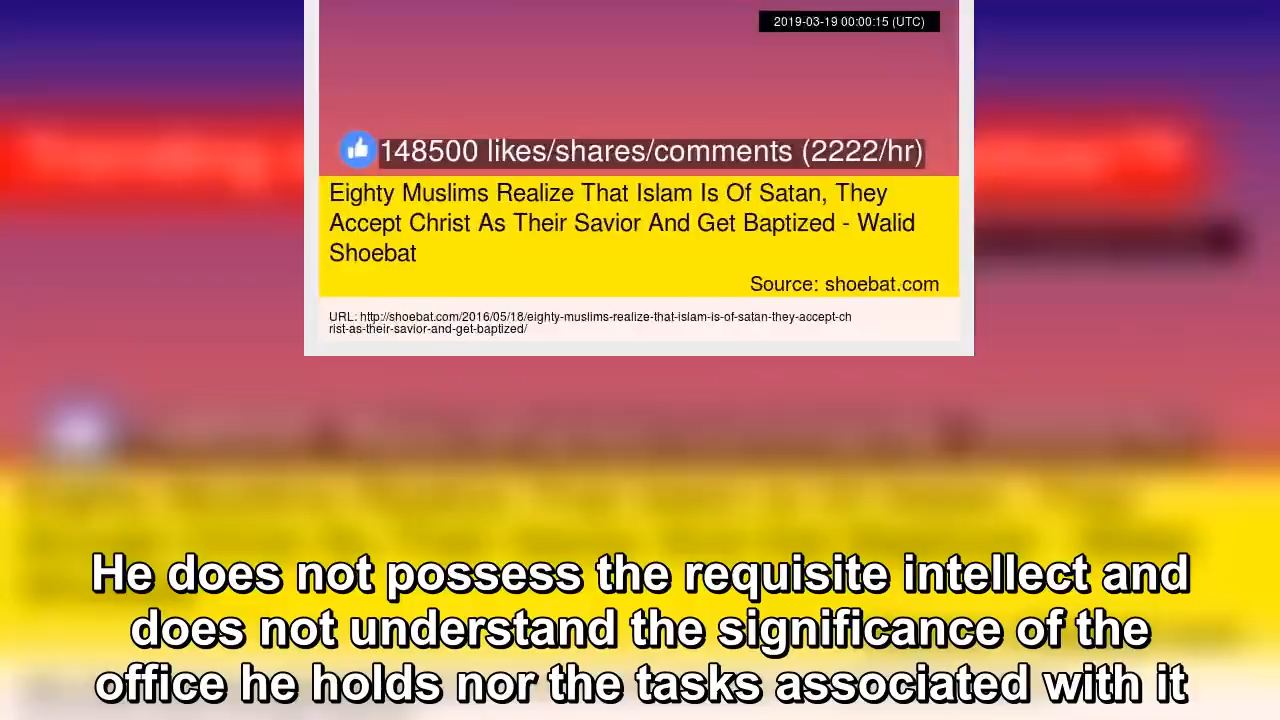 2019-03-19 00:00:15 (UTC)
148500 likes/shares/comments (2222/hr)
Eighty Muslims Realize That Islam Is Of Satan, They
Accept Christ As Their Savior And Get Baptized - Walid
Shoebat
Source: shoebat.com
URL: http://shoebat.com/2016/05/18/eighty-muslims-realize-that-islam-is-of-satan-they-accept-ch
rist-as-their-savior-and-get-baptized/
He does not possess the requisite intellect and
does not understand the significance of the
office he holds nor the tasks associated with it